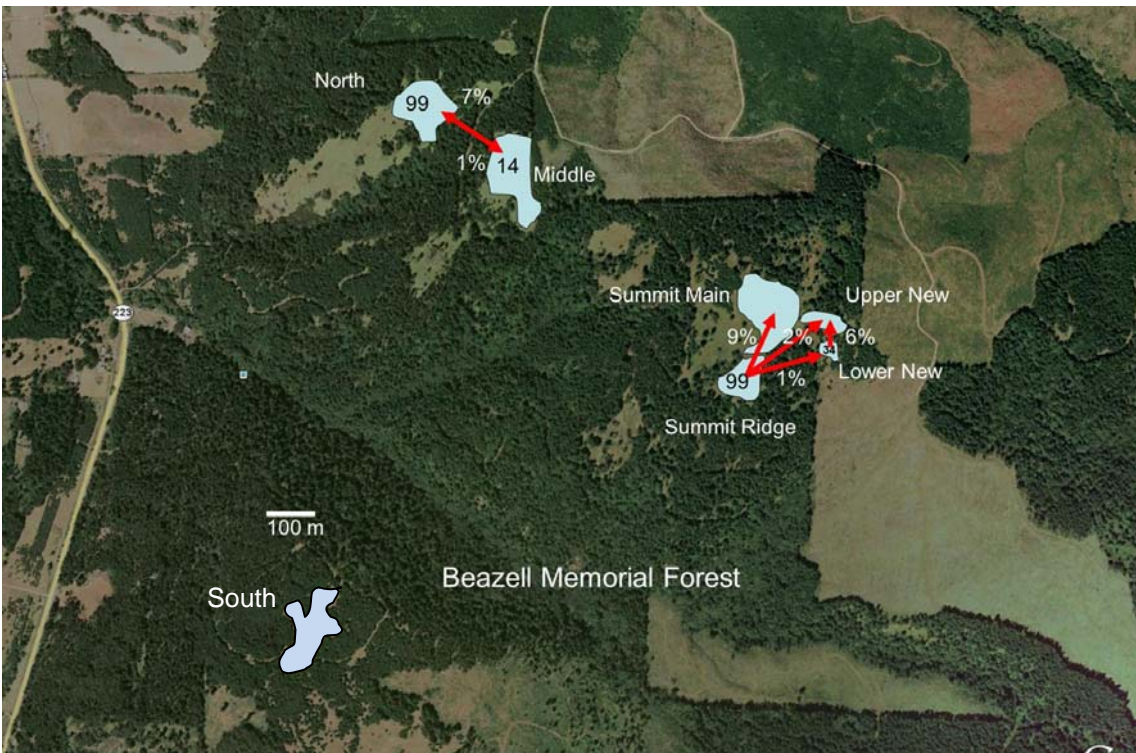 North
99
7%
1%
14
Middle
223
Summit Main
Upper New
9%
2%
6%
34
Lower New
99
1%
Summit Ridge
100 m
Beazell Memorial Forest
South